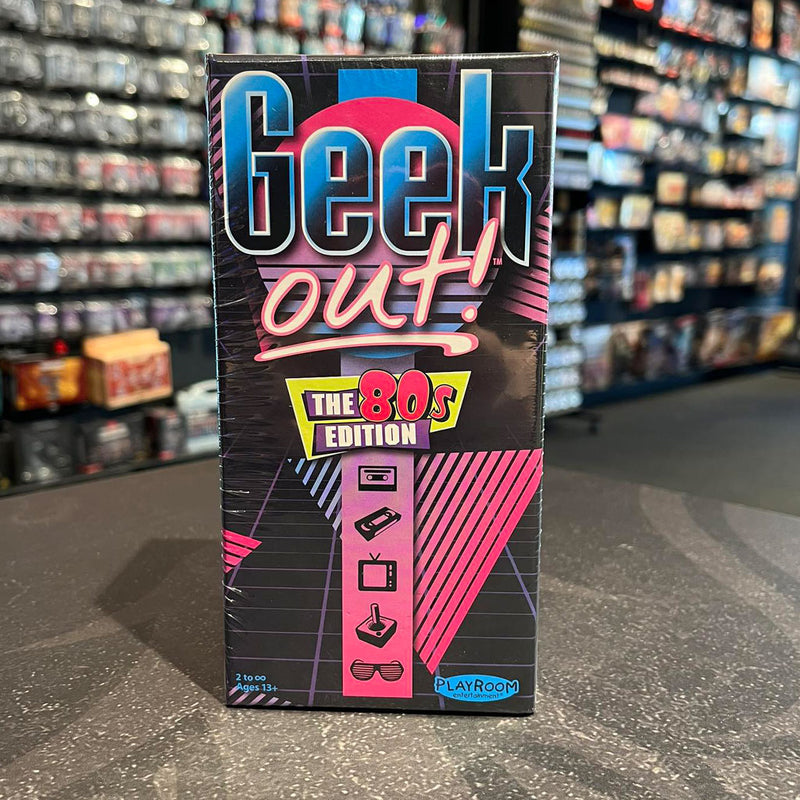 Geek
out!™
THE 80s
EDITION
2 to ∞
Ages 13+
PLAYROOM
entertainment®